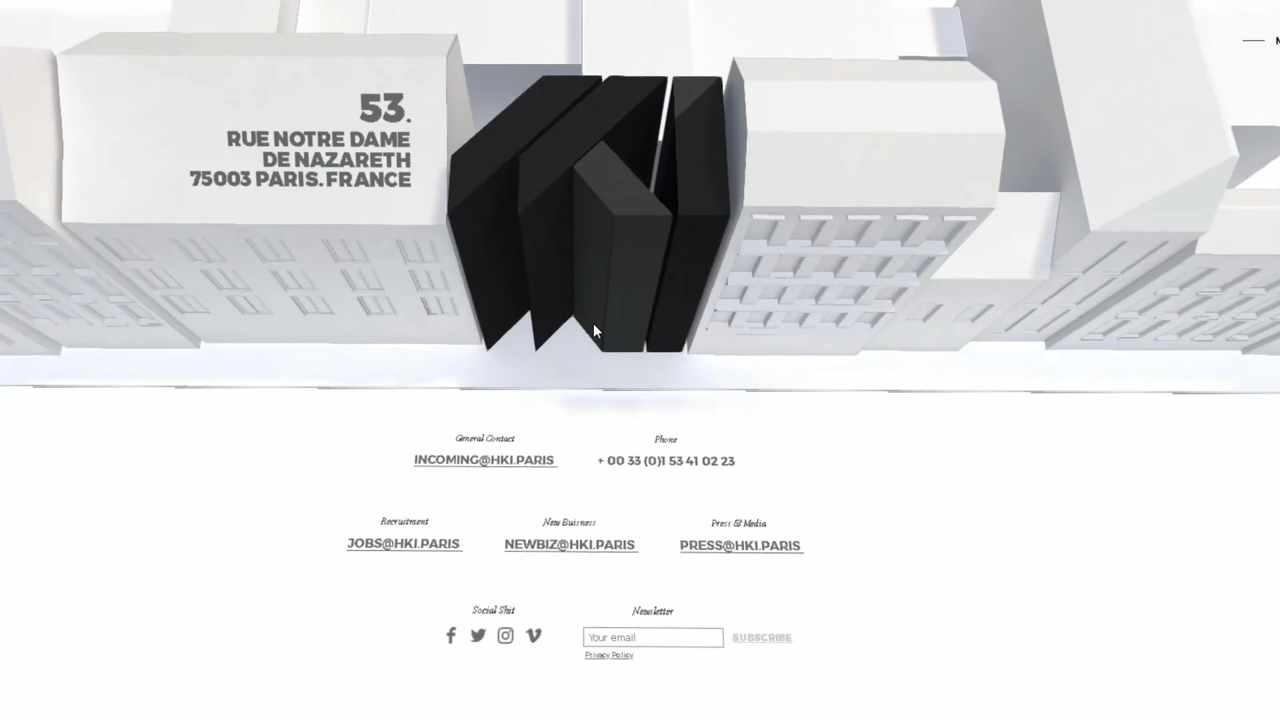 53.
RUE NOTRE DAME
DE NAZARETH
75003 PARIS. FRANCE
General Contact
INCOMING@HKI.PARIS
Phone
+ 00 33 (0)1 53 41 02 23
Recruitment
JOBS@HKI.PARIS
New Buisness
NEWBIZ@HKI.PARIS
Press & Media
PRESS@HKI.PARIS
Social Shit
Newsletter
Your email
SUBSCRIBE
Privacy Policy